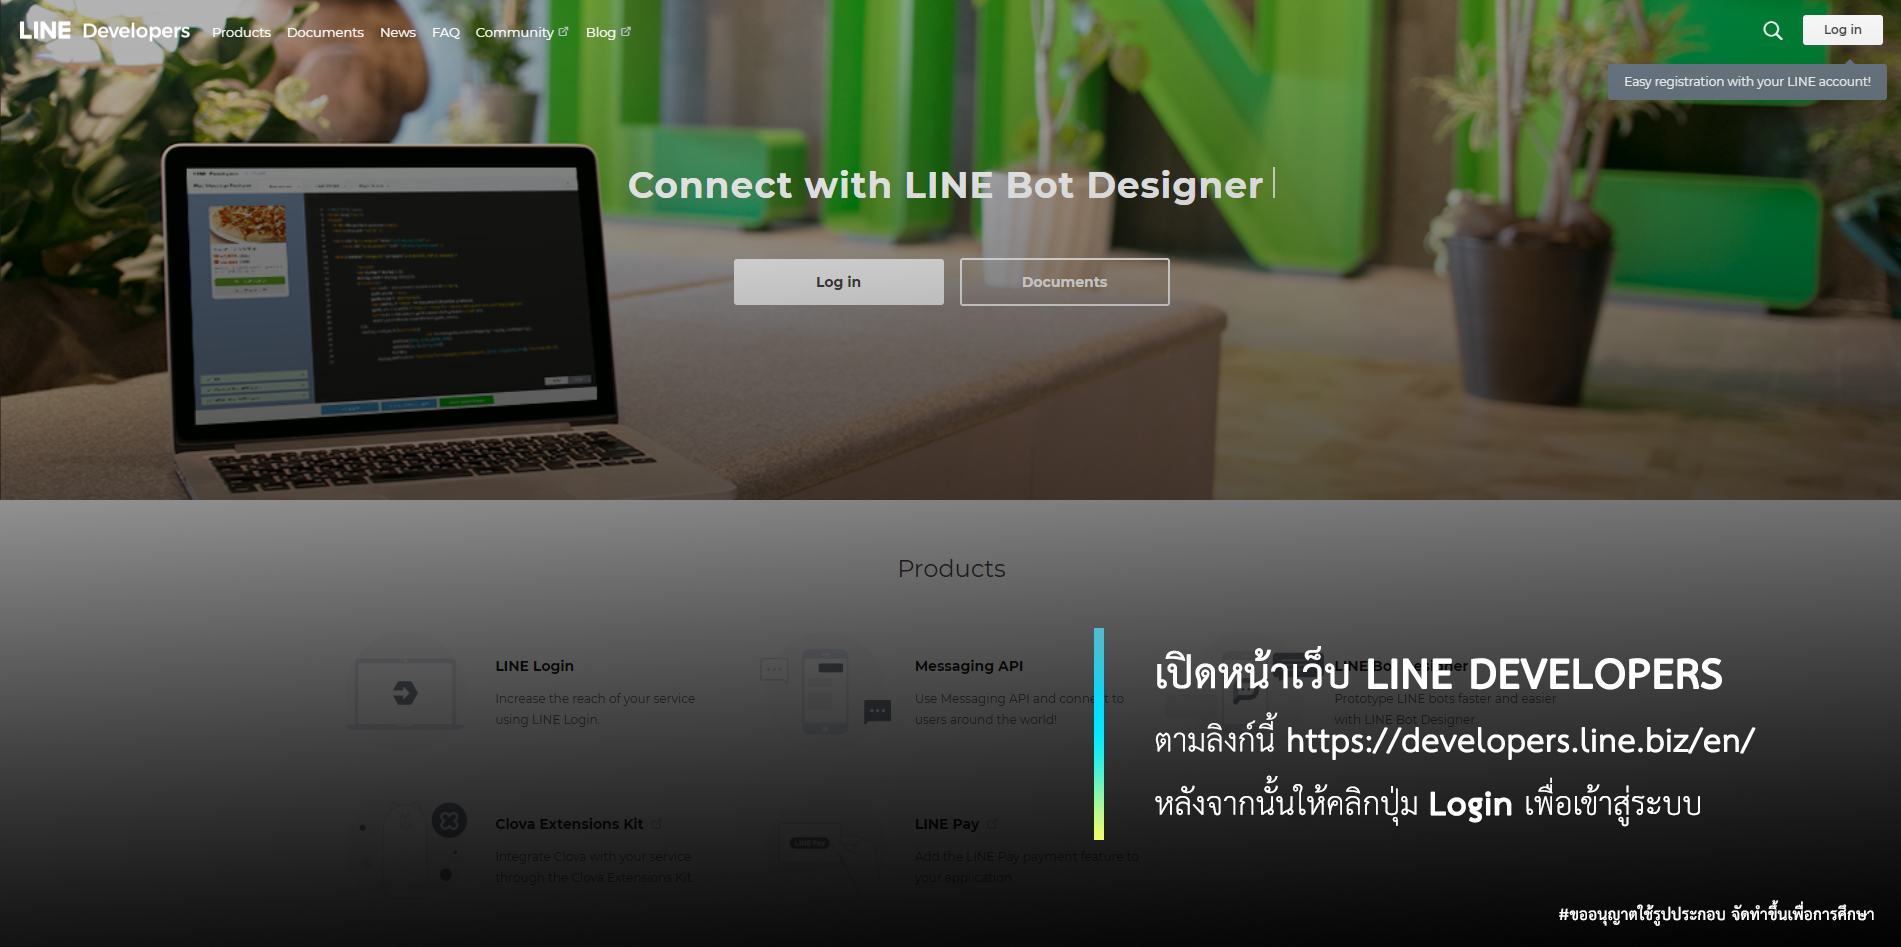 LINE Developers Products Documents News FAQ Community Blog
Log in
Easy registration with your LINE account!
Connect with LINE Bot Designer
Log in
Documents
Products
LINE Login
Increase the reach of your service
using LINE Login.
Messaging API
Use Messaging API and connect to
users around the world!
LINE Bot Designer
Prototype LINE bots faster and easier
with LINE Bot Designer.
Clova Extensions Kit
Integrate Clova with your service
through the Clova Extensions Kit.
LINE Pay
LINE Pay
Add the LINE Pay payment feature to
your application.
เปิดหน้าเว็บ LINE DEVELOPERS
ตามลิงก์นี้ https://developers.line.biz/en/
หลังจากนั้นให้คลิกปุ่ม Login เพื่อเข้าสู่ระบบ
#ขออนุญาตใช้รูปประกอบ จัดทำขึ้นเพื่อการศึกษา